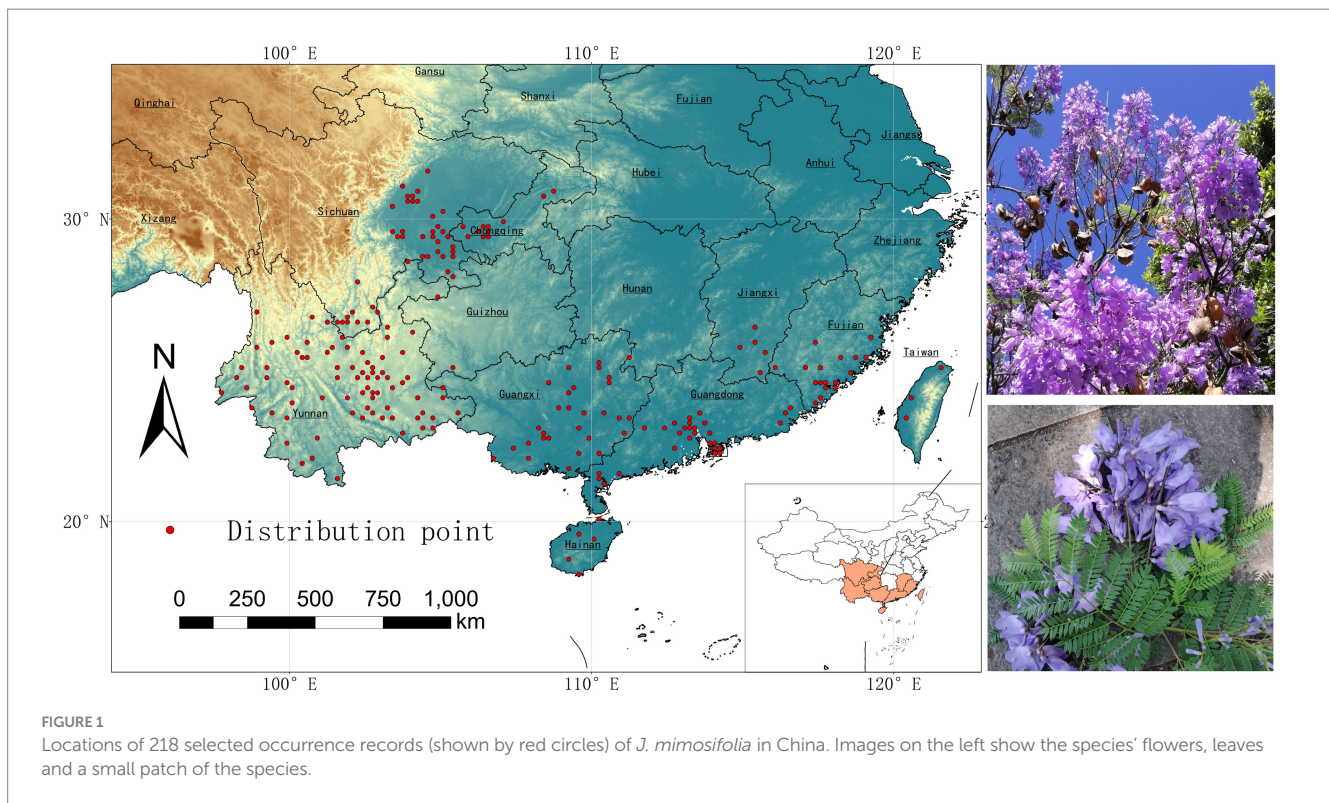 100° E 110° E 120° E
Gansu
Shanxi
Fujian
Qinghai
Jiangs
Anhui
Hubei
Xizang
Sichuan
30° N
Chongqing
Zhejiang
Hunan
Jiangxi
Guizhou
Fujian
Taiwan
N
Guangxi
Guangdong
Yunnan
20° N
Distribution point
Hainan
0 250 500 750 1,000
km
100° E 110° E 120° E
FIGURE 1
Locations of 218 selected occurrence records (shown by red circles) of J. mimosifolia in China. Images on the left show the species’ flowers, leaves
and a small patch of the species.